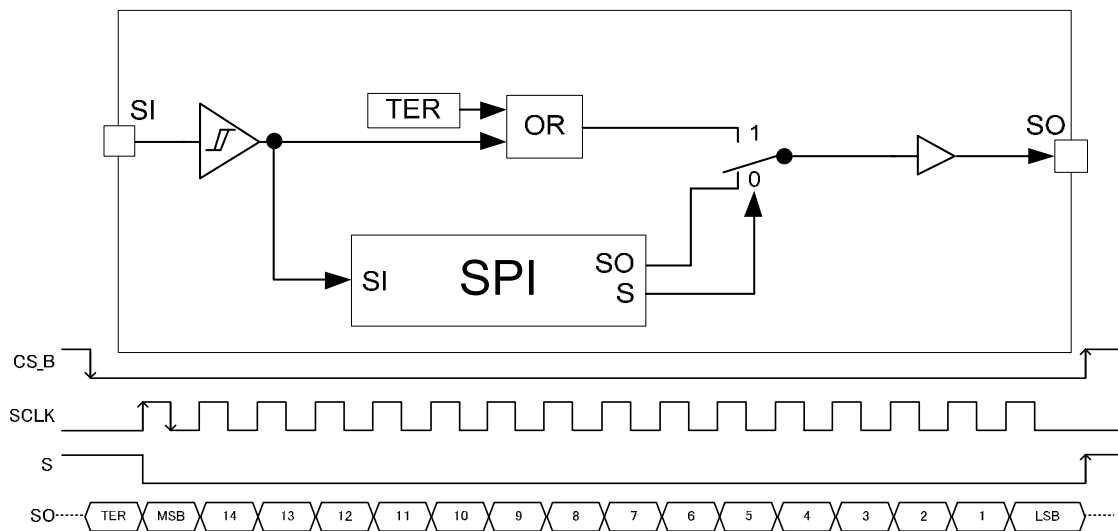 SI
TER
OR
1
0
SO
SI
SPI
SO
S
CS_B
SCLK
S
SO TER MSB 14 13 12 11 10 9 8 7 6 5 4 3 2 1 LSB